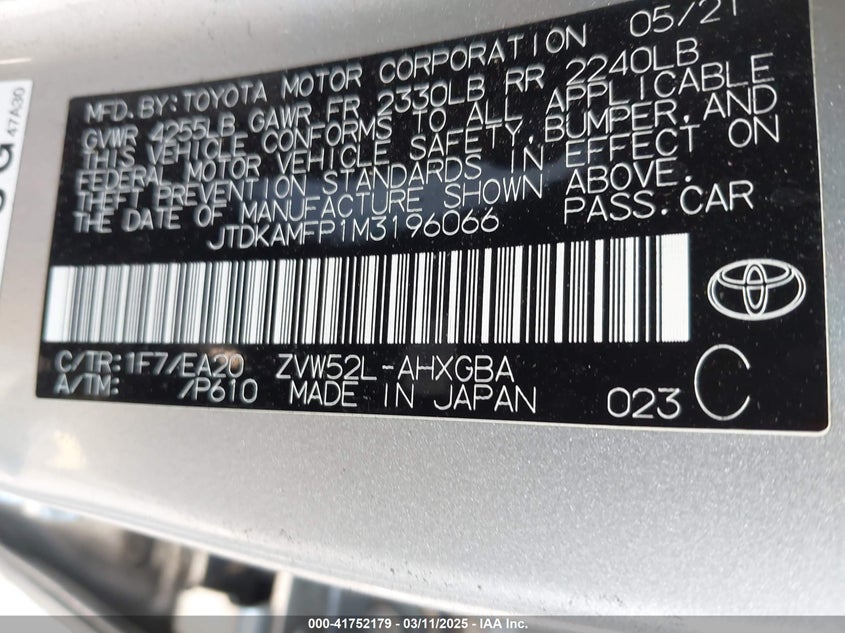 47A30
MFD.BY:TOYOTA MOTOR CORPORATION 05/21
GVWR 4255LB GAWR FR 2330LB RR 2240LB
THIS VEHICLE CONFORMS TO ALL APPLICABLE
FEDERAL MOTOR VEHICLE SAFETY,BUMPER,AND
THEFT PREVENTION STANDARDS IN EFFECT ON
THE DATE OF MANUFACTURE SHOWN ABOVE.
JTDKAMFP1M3196066 PASS.CAR
C/TR:1F7/EA20 ZVW52L-AHXGBA
A/TM: /P610 MADE IN JAPAN 023 C
000-41752179 | 03/11/2025 | © IAA Inc.